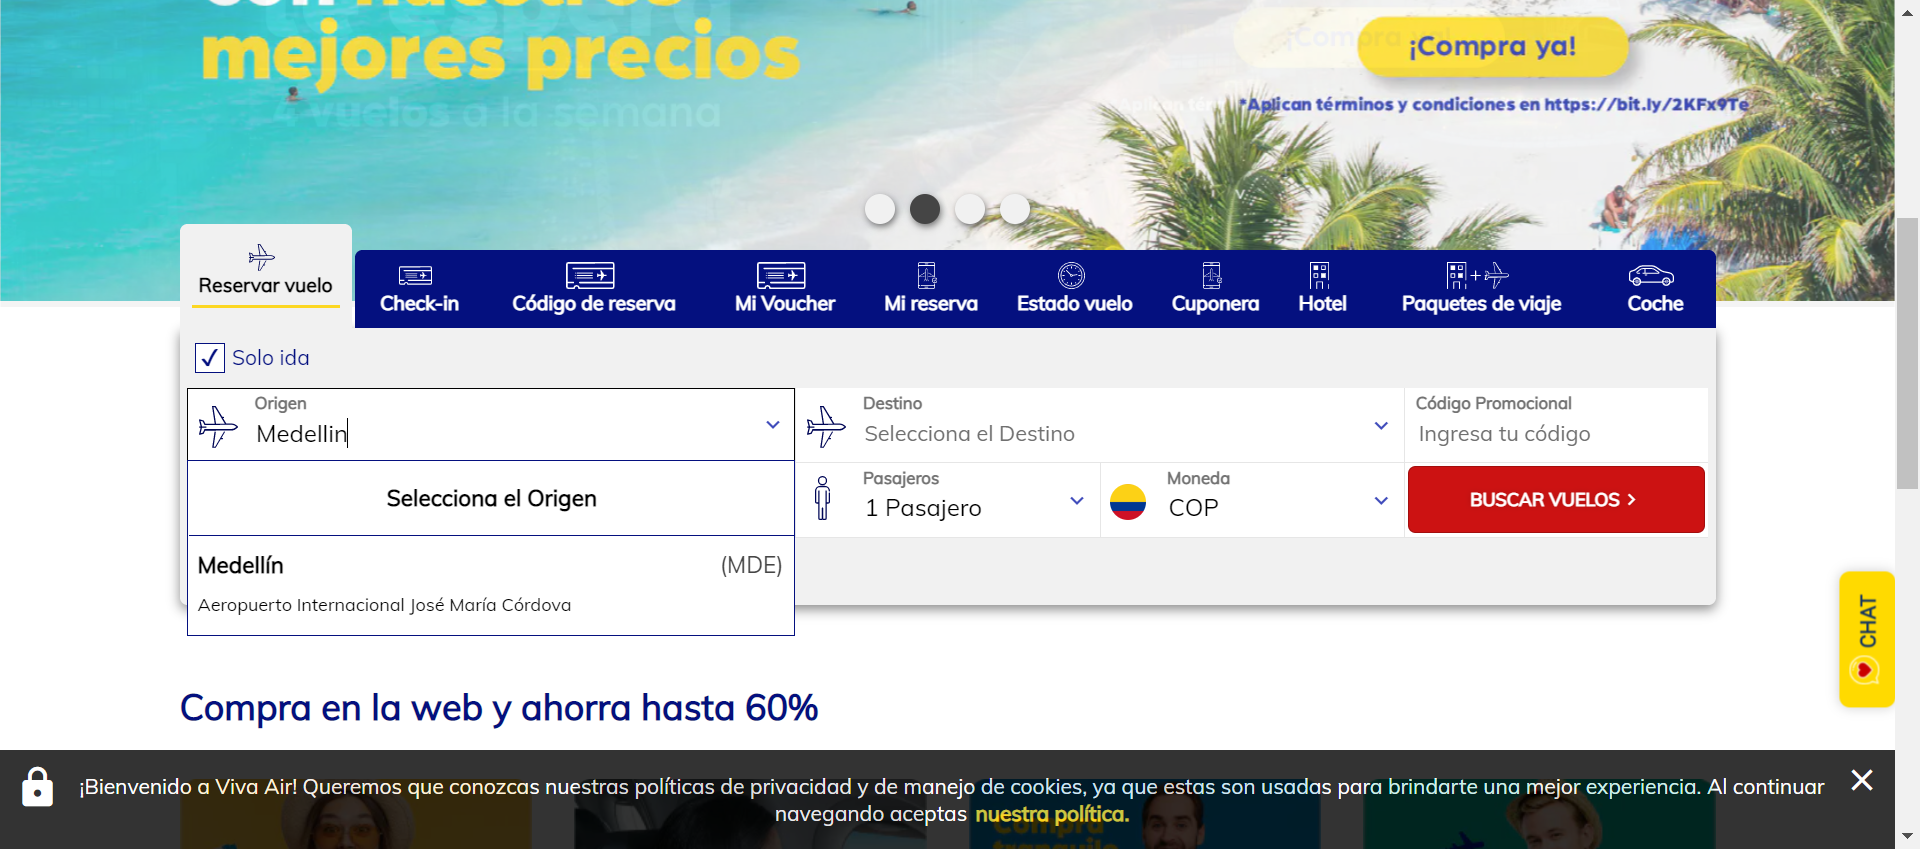 con nuestros
mejores precios
4 vuelos a la semana
¡Compra ya!
*Aplican términos y condiciones en https://bit.ly/2KFx9Te
Reservar vuelo
Check-in
Código de reserva
Mi Voucher
Mi reserva
Estado vuelo
Cuponera
Hotel
Paquetes de viaje
Coche
Solo ida
Origen
Medellin
Destino
Selecciona el Destino
Código Promocional
Ingresa tu código
Selecciona el Origen
Pasajeros
1 Pasajero
Moneda
COP
BUSCAR VUELOS
Medellín (MDE)
Aeropuerto Internacional José María Córdova
CHAT
Compra en la web y ahorra hasta 60%
¡Bienvenido a Viva Air! Queremos que conozcas nuestras políticas de privacidad y de manejo de cookies, ya que estas son usadas para brindarte una mejor experiencia. Al continuar
navegando aceptas nuestra política.
Compra
tranquilo